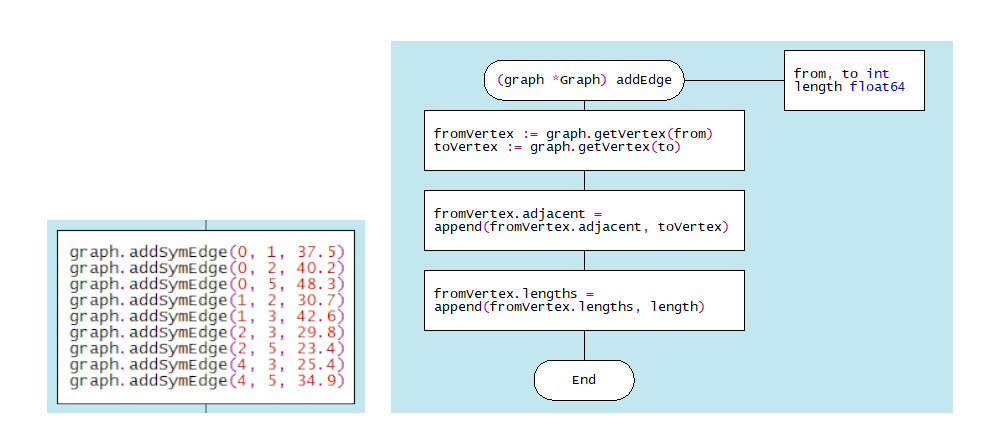 graph.addSymEdge(0, 1, 37.5)
graph.addSymEdge(0, 2, 40.2)
graph.addSymEdge(0, 5, 48.3)
graph.addSymEdge(1, 2, 30.7)
graph.addSymEdge(1, 3, 42.6)
graph.addSymEdge(2, 3, 29.8)
graph.addSymEdge(2, 5, 23.4)
graph.addSymEdge(4, 3, 25.4)
graph.addSymEdge(4, 5, 34.9)
(graph *Graph) addEdge
from, to int
length float64
fromVertex := graph.getVertex(from)
toVertex := graph.getVertex(to)
fromVertex.adjacent =
append(fromVertex.adjacent, toVertex)
fromVertex.lengths =
append(fromVertex.lengths, length)
End